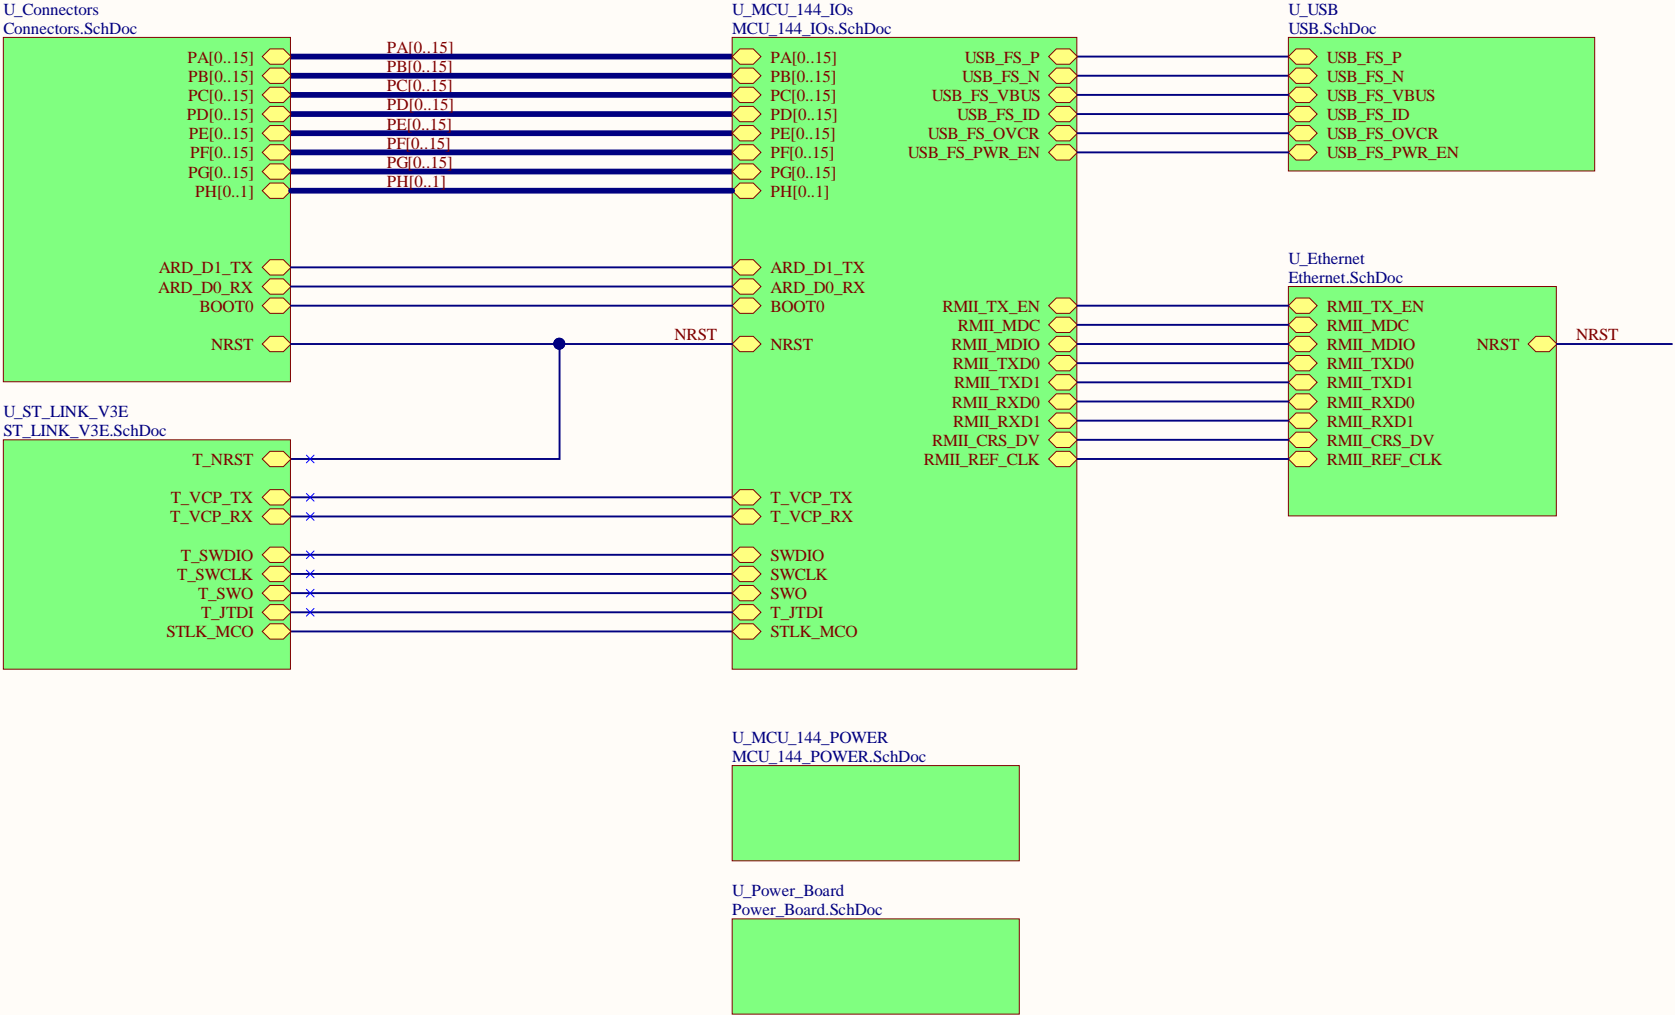 U_Connectors
Connectors.SchDoc
PA[0..15]
PB[0..15]
PC[0..15]
PD[0..15]
PE[0..15]
PF[0..15]
PG[0..15]
PH[0..1]
ARD_D1_TX
ARD_D0_RX
BOOT0
NRST
PA[0..15]
PB[0..15]
PC[0..15]
PD[0..15]
PE[0..15]
PF[0..15]
PG[0..15]
PH[0..1]
NRST
U_ST_LINK_V3E
ST_LINK_V3E.SchDoc
T_NRST
T_VCP_TX
T_VCP_RX
T_SWDIO
T_SWCLK
T_SWO
T_JTDI
STLK_MCO
U_MCU_144_IOs
MCU_144_IOs.SchDoc
PA[0..15]
PB[0..15]
PC[0..15]
PD[0..15]
PE[0..15]
PF[0..15]
PG[0..15]
PH[0..1]
ARD_D1_TX
ARD_D0_RX
BOOT0
NRST
T_VCP_TX
T_VCP_RX
SWDIO
SWCLK
SWO
T_JTDI
STLK_MCO
USB_FS_P
USB_FS_N
USB_FS_VBUS
USB_FS_ID
USB_FS_OVCR
USB_FS_PWR_EN
RMII_TX_EN
RMII_MDC
RMII_MDIO
RMII_TXD0
RMII_TXD1
RMII_RXD0
RMII_RXD1
RMII_CRS_DV
RMII_REF_CLK
U_USB
USB.SchDoc
USB_FS_P
USB_FS_N
USB_FS_VBUS
USB_FS_ID
USB_FS_OVCR
USB_FS_PWR_EN
U_Ethernet
Ethernet.SchDoc
RMII_TX_EN
RMII_MDC
RMII_MDIO
RMII_TXD0
RMII_TXD1
RMII_RXD0
RMII_RXD1
RMII_CRS_DV
RMII_REF_CLK
NRST
NRST
U_MCU_144_POWER
MCU_144_POWER.SchDoc
U_Power_Board
Power_Board.SchDoc